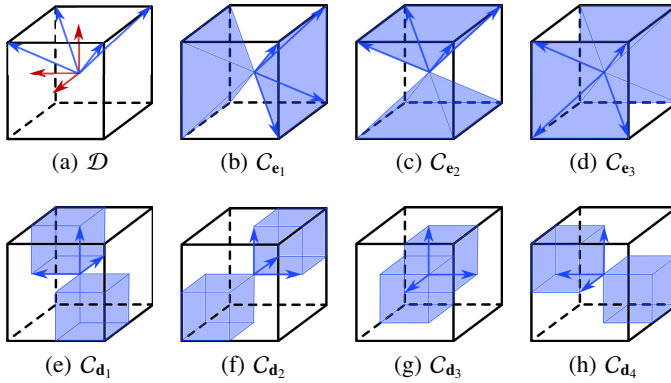 (a) 𝒟 (b) 𝒞ₑ₁ (c) 𝒞ₑ₂ (d) 𝒞ₑ₃
(e) 𝒞𝐝₁ (f) 𝒞𝐝₂ (g) 𝒞𝐝₃ (h) 𝒞𝐝₄